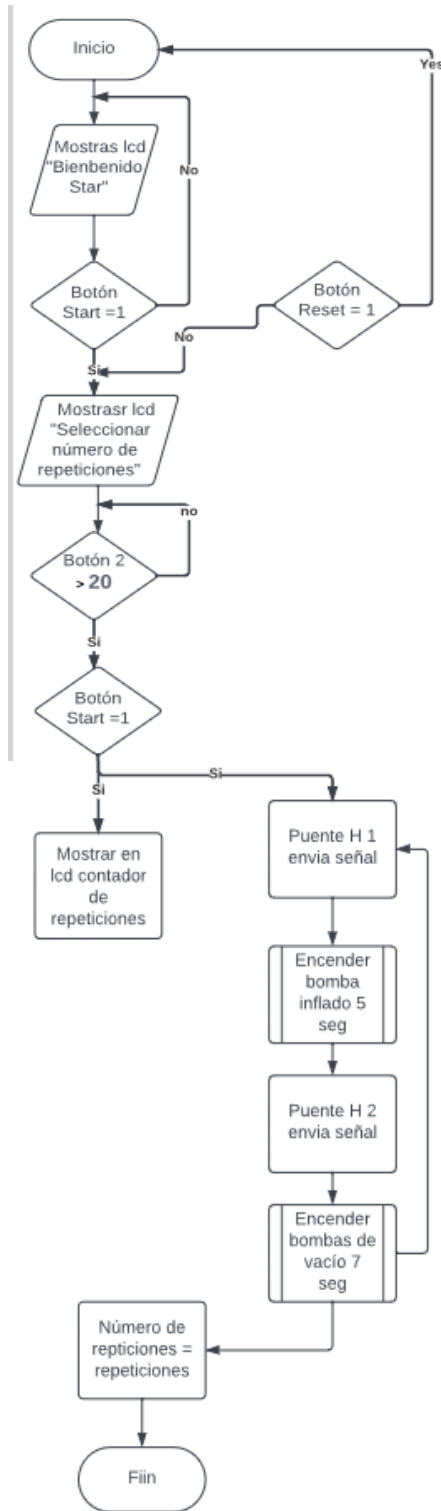 Inicio
Yes
Mostras lcd
"Bienbenido
Star"
No
Botón
Start =1
Botón
Reset = 1
No
Si
Mostrasr lcd
"Seleccionar
número de
repeticiones"
no
Botón 2
> 20
Si
Botón
Start =1
Si
Si
Mostrar en
lcd contador
de
repeticiones
Puente H 1
envia señal
Encender
bomba
inflado 5
seg
Puente H 2
envia señal
Encender
bombas de
vacío 7
seg
Número de
repticiones =
repeticiones
Fiin